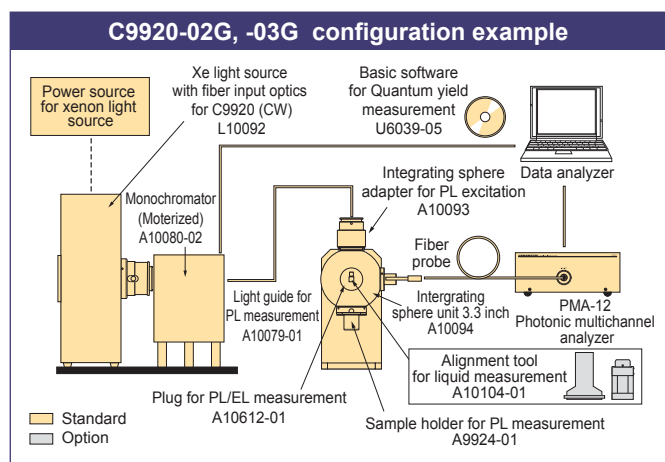 C9920-02G, -03G configuration example
Power source
for xenon light
source
Xe light source
with fiber input optics
for C9920 (CW)
L10092
Basic software
for Quantum yield
measurement
U6039-05
Data analyzer
Monochromator
(Moterized)
A10080-02
Integrating sphere
adapter for PL excitation
A10093
Fiber
probe
Light guide for
PL measurement
A10079-01
Intergrating
sphere unit 3.3 inch
A10094
PMA-12
Photonic multichannel
analyzer
Alignment tool
for liquid measurement
A10104-01
Plug for PL/EL measurement
A10612-01
Sample holder for PL measurement
A9924-01
Standard
Option